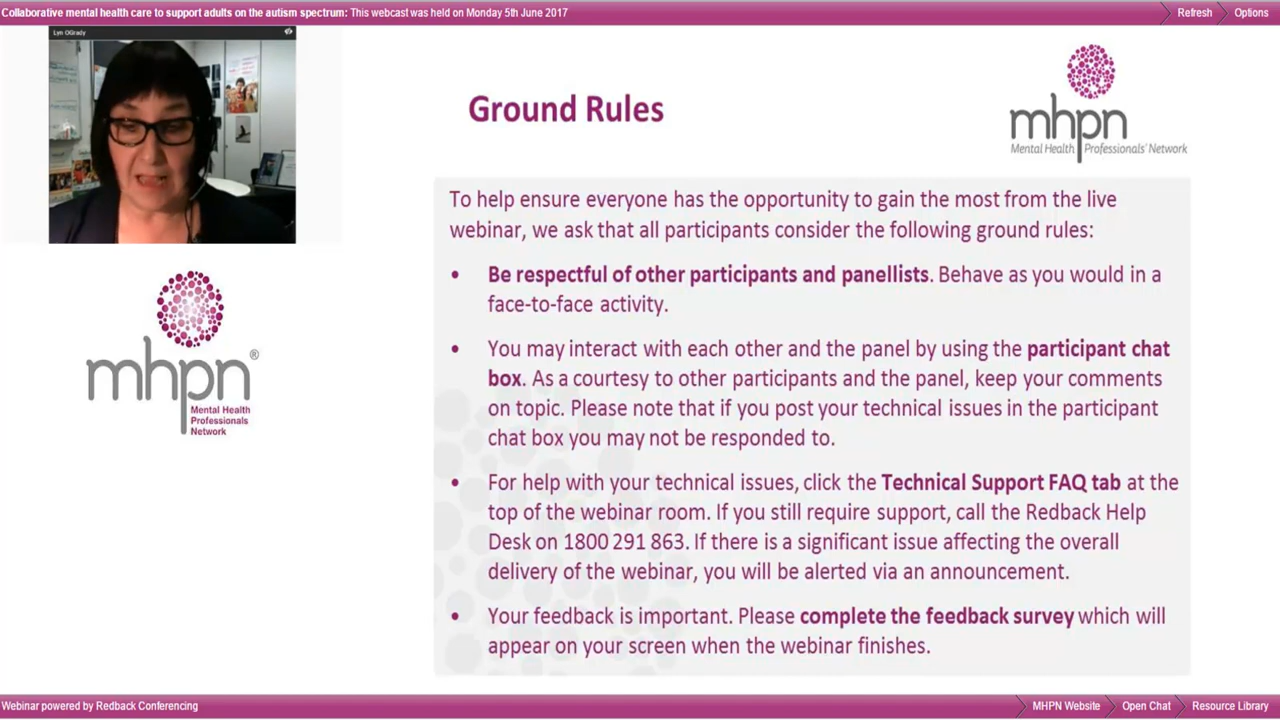 Collaborative mental health care to support adults on the autism spectrum: This webcast was held on Monday 5th June 2017
Refresh
Options
Lyn OGrady
mhpn
Mental Health Professionals' Network
Ground Rules
To help ensure everyone has the opportunity to gain the most from the live
webinar, we ask that all participants consider the following ground rules:
• Be respectful of other participants and panellists. Behave as you would in a
face-to-face activity.
• You may interact with each other and the panel by using the participant chat
box. As a courtesy to other participants and the panel, keep your comments
on topic. Please note that if you post your technical issues in the participant
chat box you may not be responded to.
• For help with your technical issues, click the Technical Support FAQ tab at the
top of the webinar room. If you still require support, call the Redback Help
Desk on 1800 291 863. If there is a significant issue affecting the overall
delivery of the webinar, you will be alerted via an announcement.
• Your feedback is important. Please complete the feedback survey which will
appear on your screen when the webinar finishes.
mhpn®
Mental Health
Professionals
Network
Webinar powered by Redback Conferencing
MHPN Website
Open Chat
Resource Library